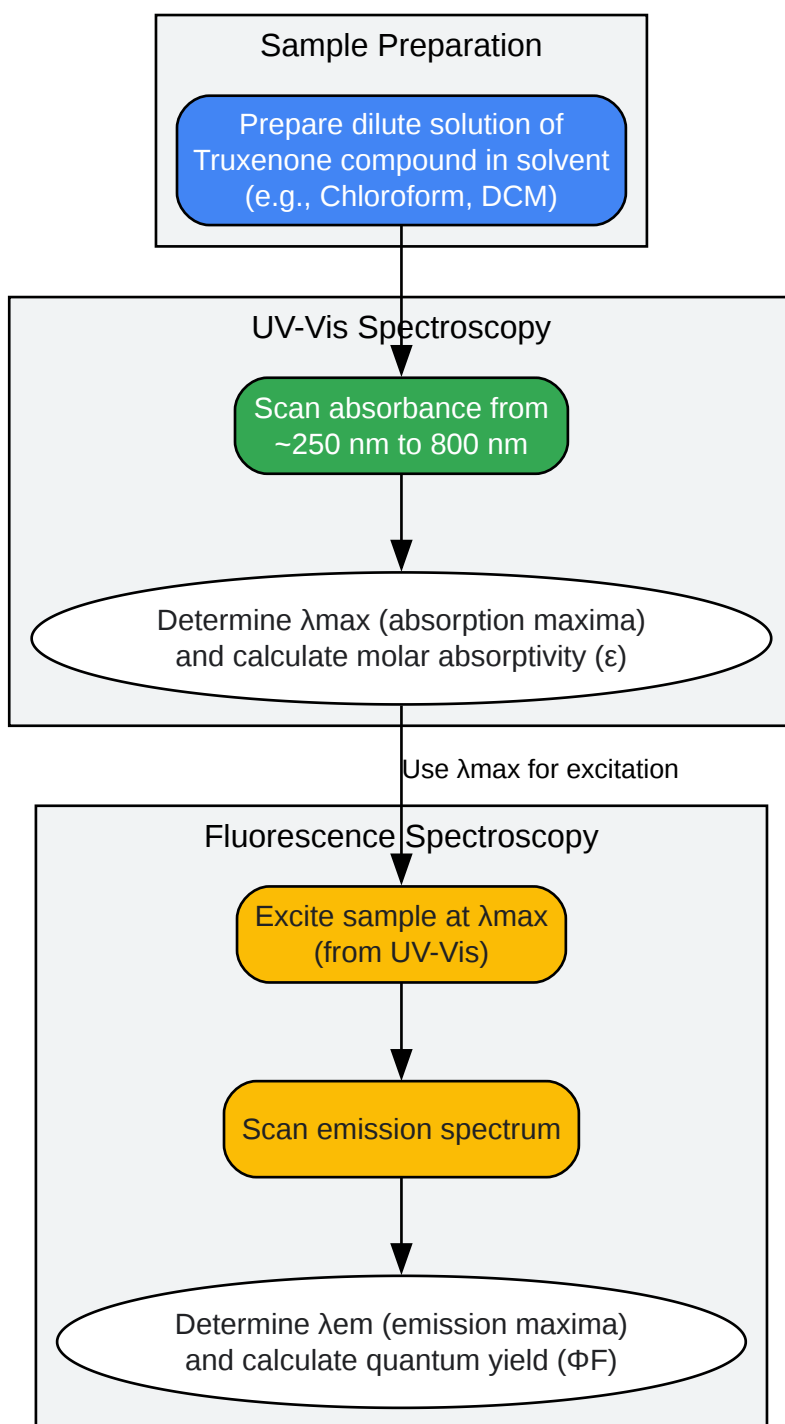 Sample Preparation
Prepare dilute solution of
Truxenone compound in solvent
(e.g., Chloroform, DCM)
UV-Vis Spectroscopy
Scan absorbance from
~250 nm to 800 nm
Determine λmax (absorption maxima)
and calculate molar absorptivity (ε)
Use λmax for excitation
Fluorescence Spectroscopy
Excite sample at λmax
(from UV-Vis)
Scan emission spectrum
Determine λem (emission maxima)
and calculate quantum yield (ΦF)